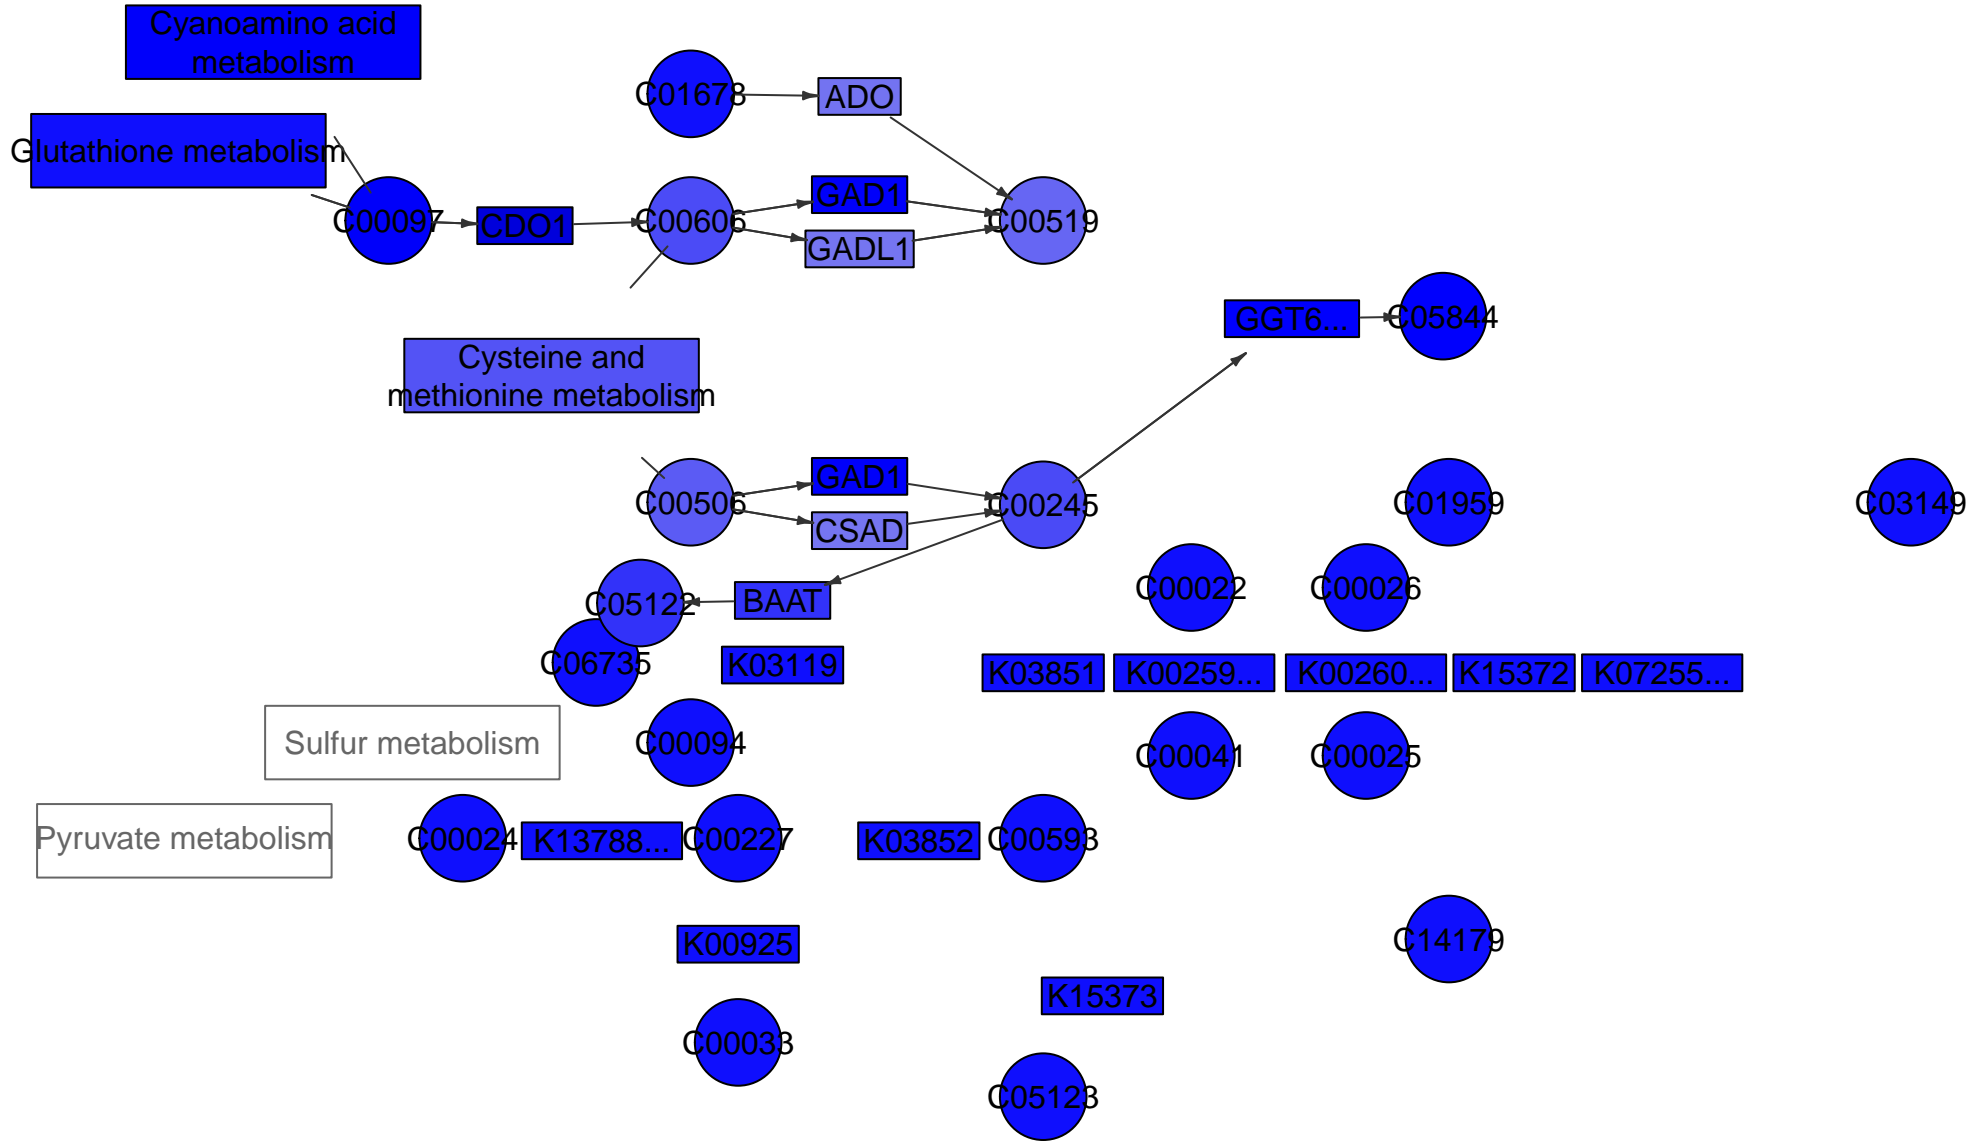 Cyanoamino acid
metabolism
C01678
ADO
Glutathione metabolism
C00097
CDO1
C00606
GAD1
GADL1
C00519
GGT6...
C05844
Cysteine and
methionine metabolism
C00506
GAD1
CSAD
C00245
C01959
C03149
C05122
BAAT
C00022
C00026
C06735
K03119
K03851
K00259...
K00260...
K15372
K07255...
Sulfur metabolism
C00094
C00041
C00025
Pyruvate metabolism
C00024
K13788...
C00227
K03852
C00593
K00925
C14179
K15373
C00033
C05123